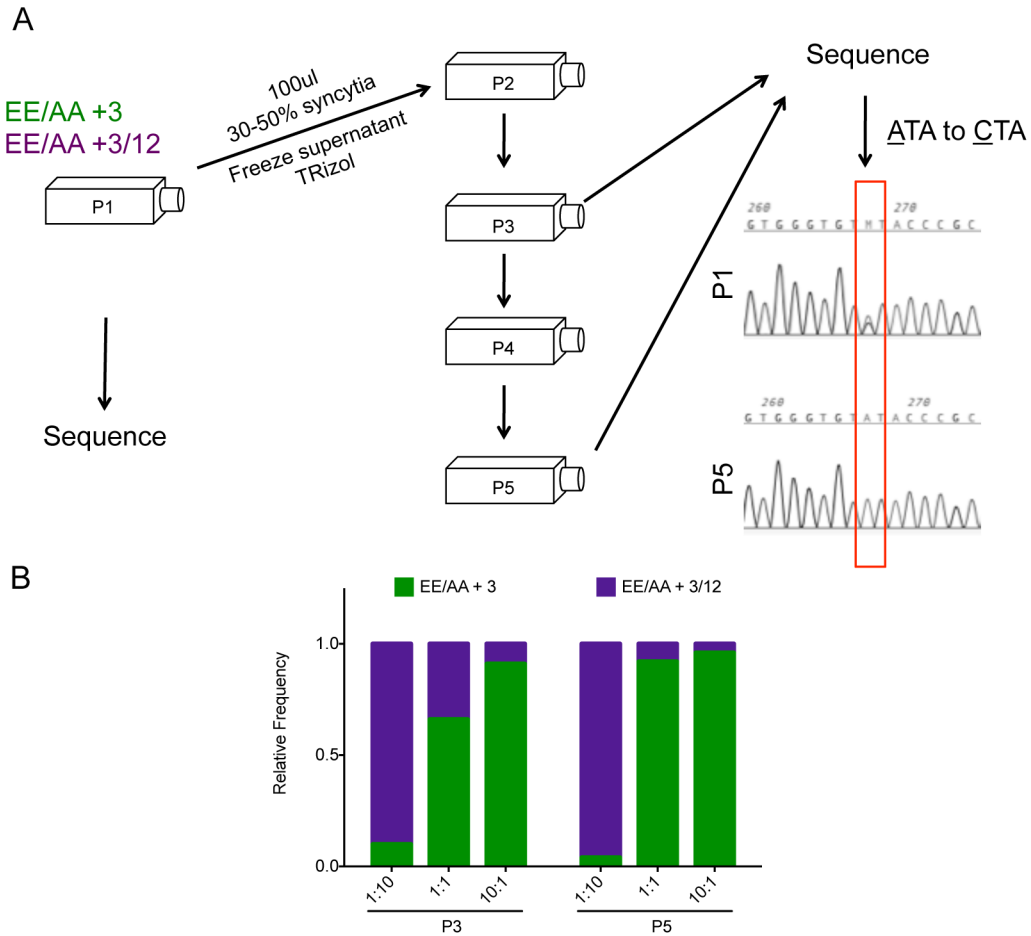 A
EE/AA +3
EE/AA +3/12
P1
Sequence
100ul
30-50% syncytia
Freeze supernatant
TRizol
P2
P3
P4
P5
Sequence
ATA to CTA
P1
260 270
G T G G G T G T M T A C C C G C
P5
260 270
G T G G G T G T A T A C C C G C
B
EE/AA + 3
EE/AA + 3/12
Relative Frequency
1.0
0.5
0.0
1:10
1:1
10:1
1:10
1:1
10:1
P3
P5